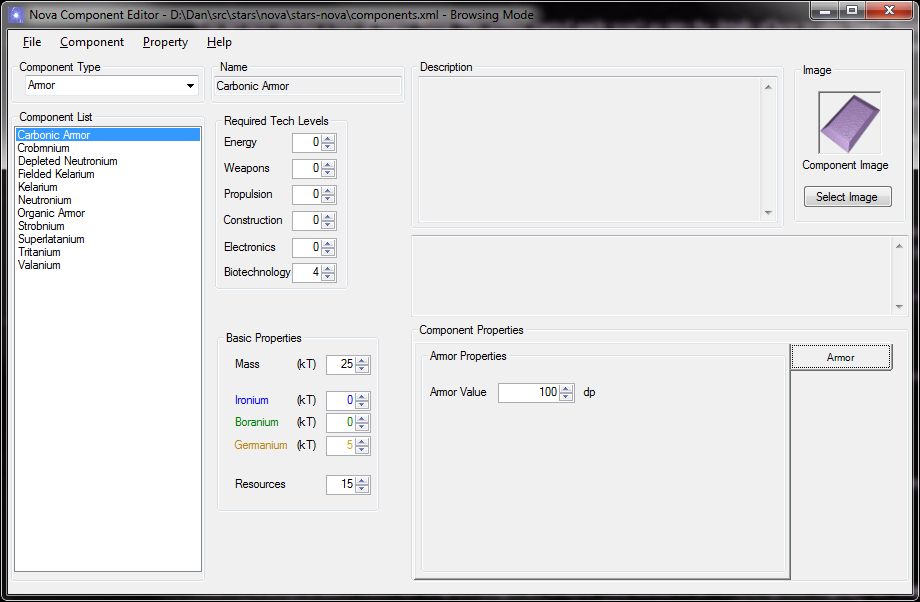 Nova Component Editor - D:\Dan\src\stars\nova\stars-nova\components.xml - Browsing Mode
File Component Property Help
Component Type
Armor
Component List
Carbonic Armor
Crobmnium
Depleted Neutronium
Fielded Kelarium
Kelarium
Neutronium
Organic Armor
Strobnium
Superlatanium
Tritanium
Valanium
Name
Carbonic Armor
Required Tech Levels
Energy 0
Weapons 0
Propulsion 0
Construction 0
Electronics 0
Biotechnology 4
Basic Properties
Mass (kT) 25
Ironium (kT) 0
Boranium (kT) 0
Germanium (kT) 5
Resources 15
Description
Image
Component Image
Select Image
Component Properties
Armor Properties
Armor Value 100 dp
Armor